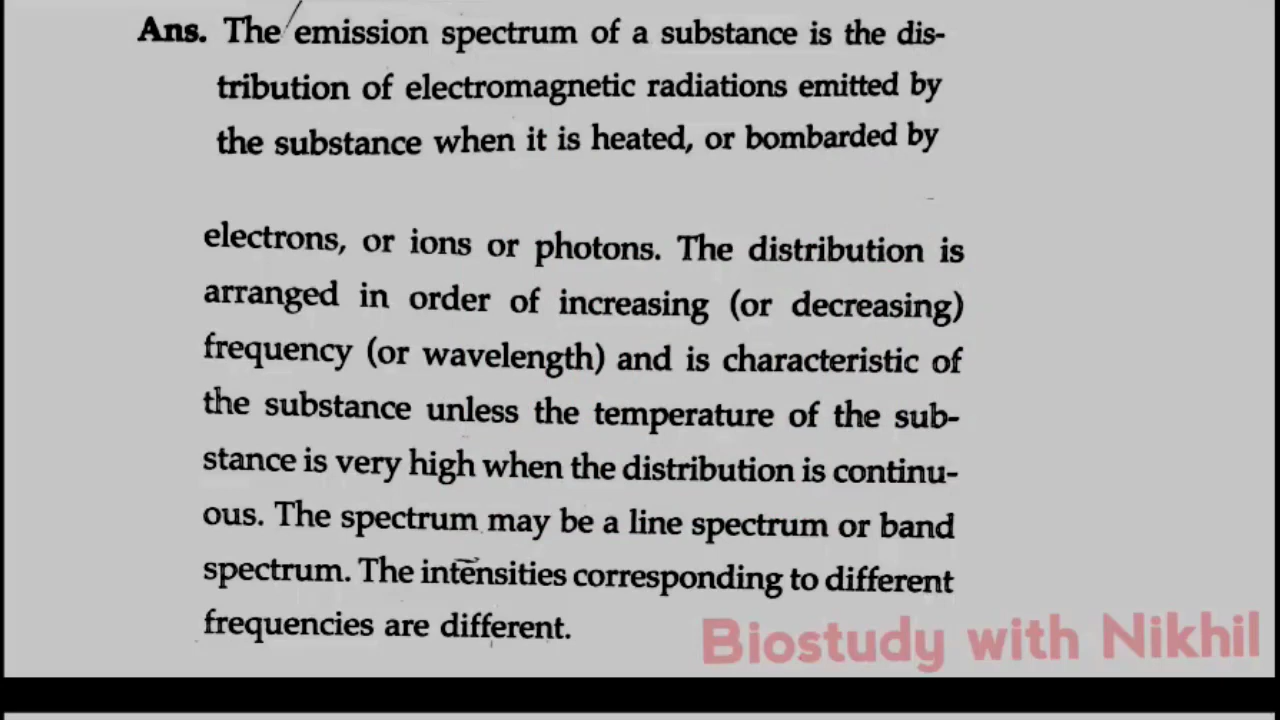 Ans. The emission spectrum of a substance is the dis-
tribution of electromagnetic radiations emitted by
the substance when it is heated, or bombarded by
electrons, or ions or photons. The distribution is
arranged in order of increasing (or decreasing)
frequency (or wavelength) and is characteristic of
the substance unless the temperature of the sub-
stance is very high when the distribution is continu-
ous. The spectrum may be a line spectrum or band
spectrum. The intensities corresponding to different
frequencies are different.
Biostudy with Nikhil